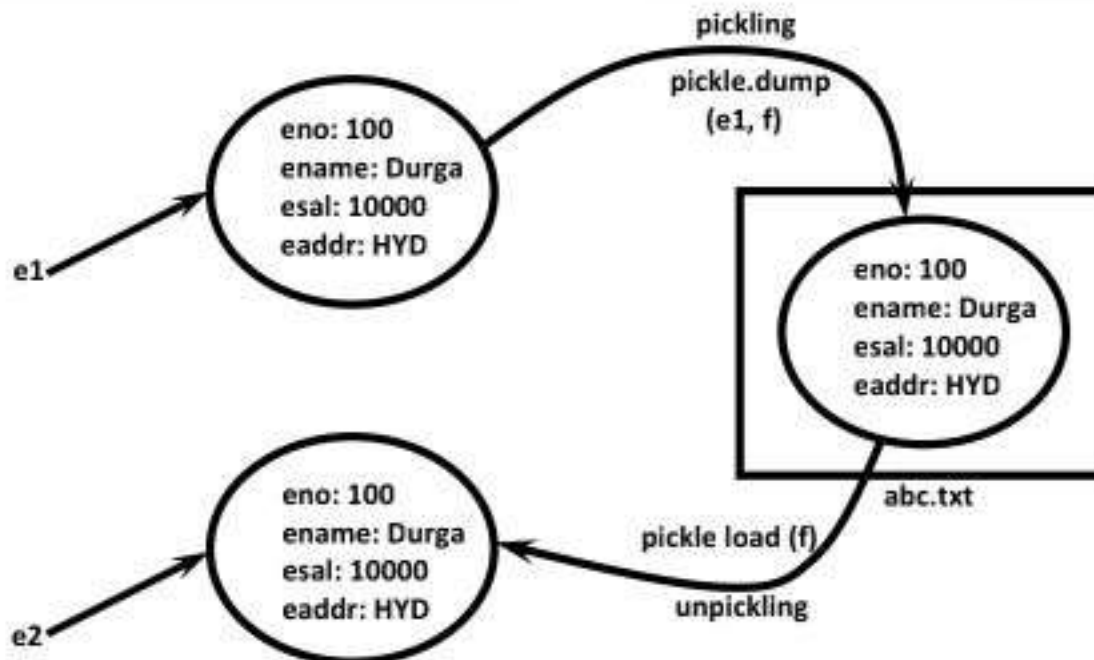 pickling
pickle.dump
(e1, f)
eno: 100
ename: Durga
esal: 10000
eaddr: HYD
e1
eno: 100
ename: Durga
esal: 10000
eaddr: HYD
abc.txt
pickle load (f)
unpickling
eno: 100
ename: Durga
esal: 10000
eaddr: HYD
e2